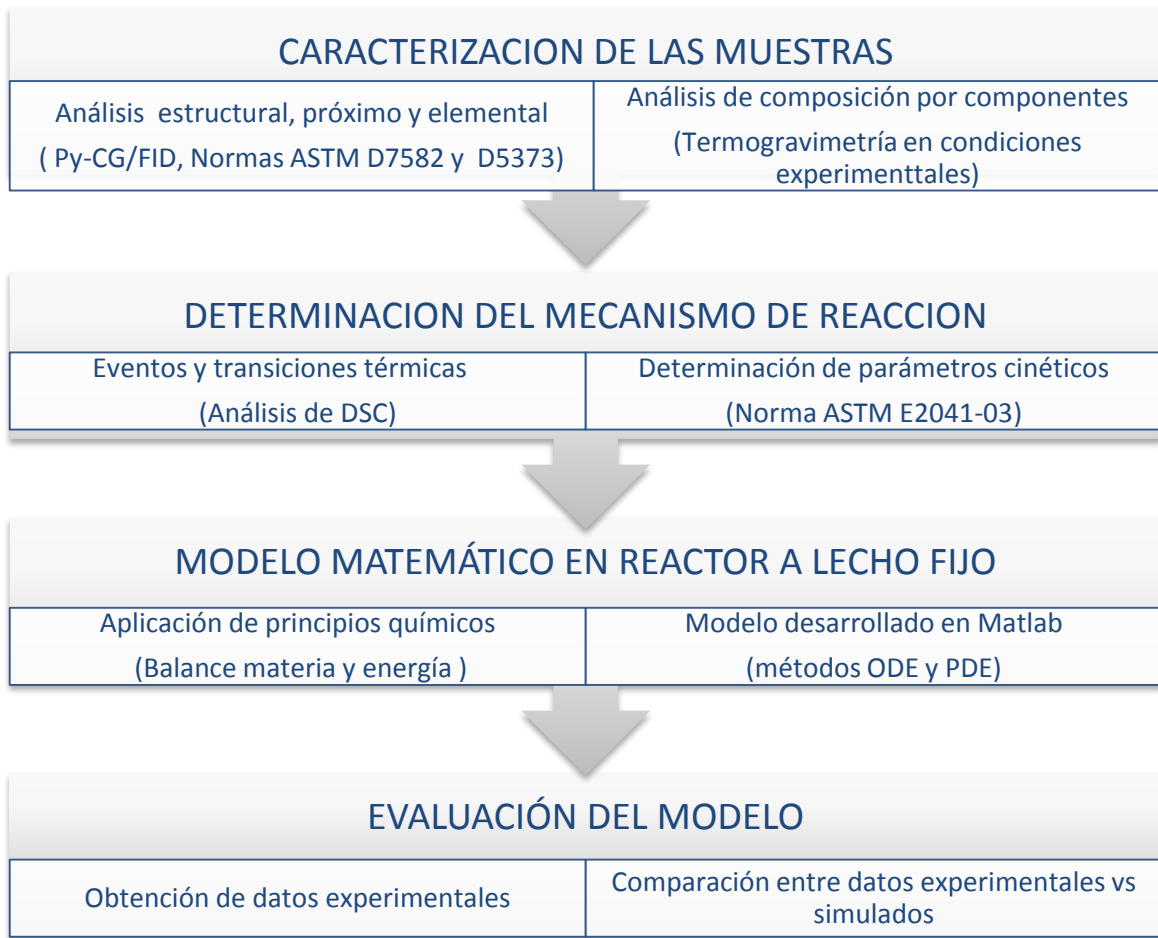 CARACTERIZACION DE LAS MUESTRAS
Análisis estructural, próximo y elemental
( Py-CG/FID, Normas ASTM D7582 y D5373)
Análisis de composición por componentes
(Termogravimetría en condiciones
experimenttales)
DETERMINACION DEL MECANISMO DE REACCION
Eventos y transiciones térmicas
(Análisis de DSC)
Determinación de parámetros cinéticos
(Norma ASTM E2041-03)
MODELO MATEMÁTICO EN REACTOR A LECHO FIJO
Aplicación de principios químicos
(Balance materia y energía )
Modelo desarrollado en Matlab
(métodos ODE y PDE)
EVALUACIÓN DEL MODELO
Obtención de datos experimentales
Comparación entre datos experimentales vs
simulados